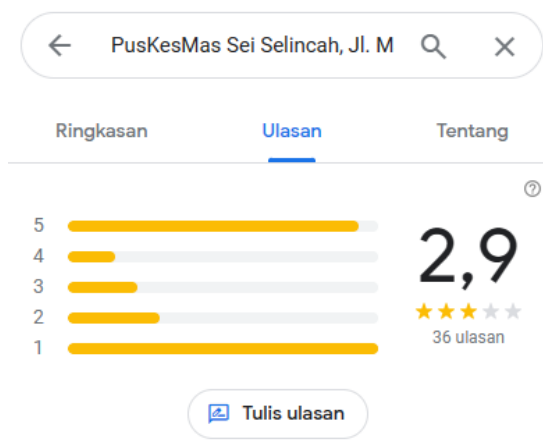 PusKesMas Sei Selincah, Jl. M
Ringkasan Ulasan Tentang
5
4
3
2
1
2,9
36 ulasan
Tulis ulasan